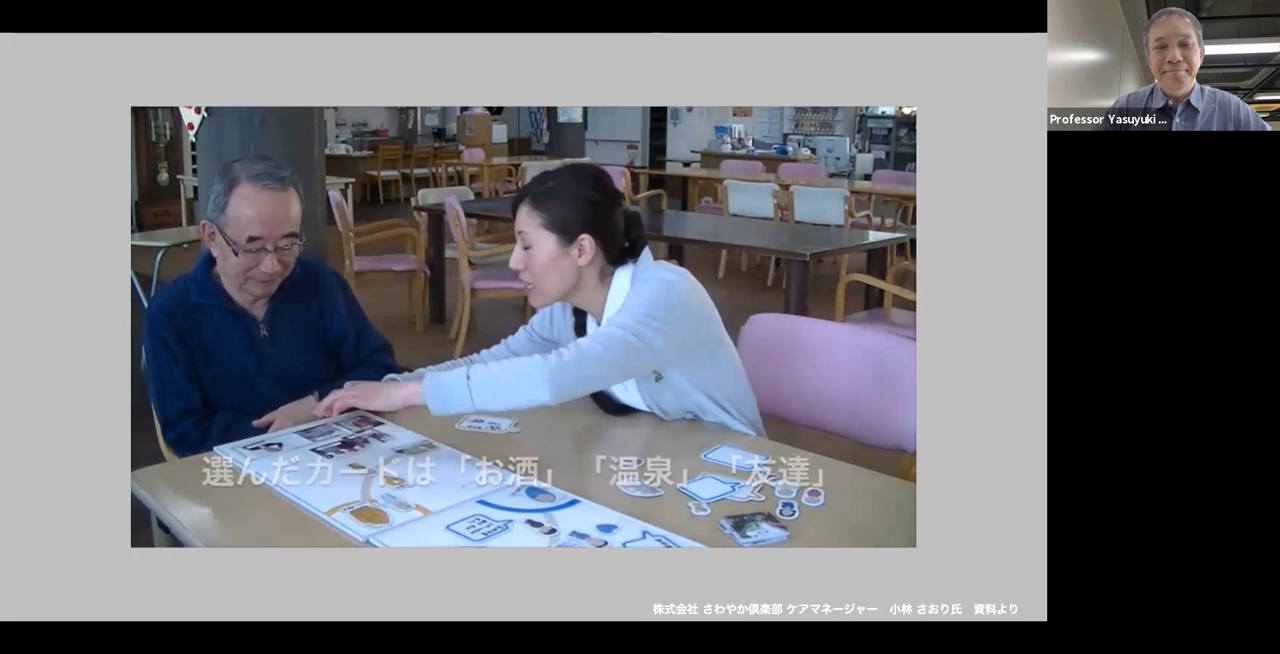 Professor Yasuyuki ...
選んだカードは「お酒」「温泉」「友達」
株式会社 さわやか倶楽部 ケアマネージャー　小林 さおり氏　資料より